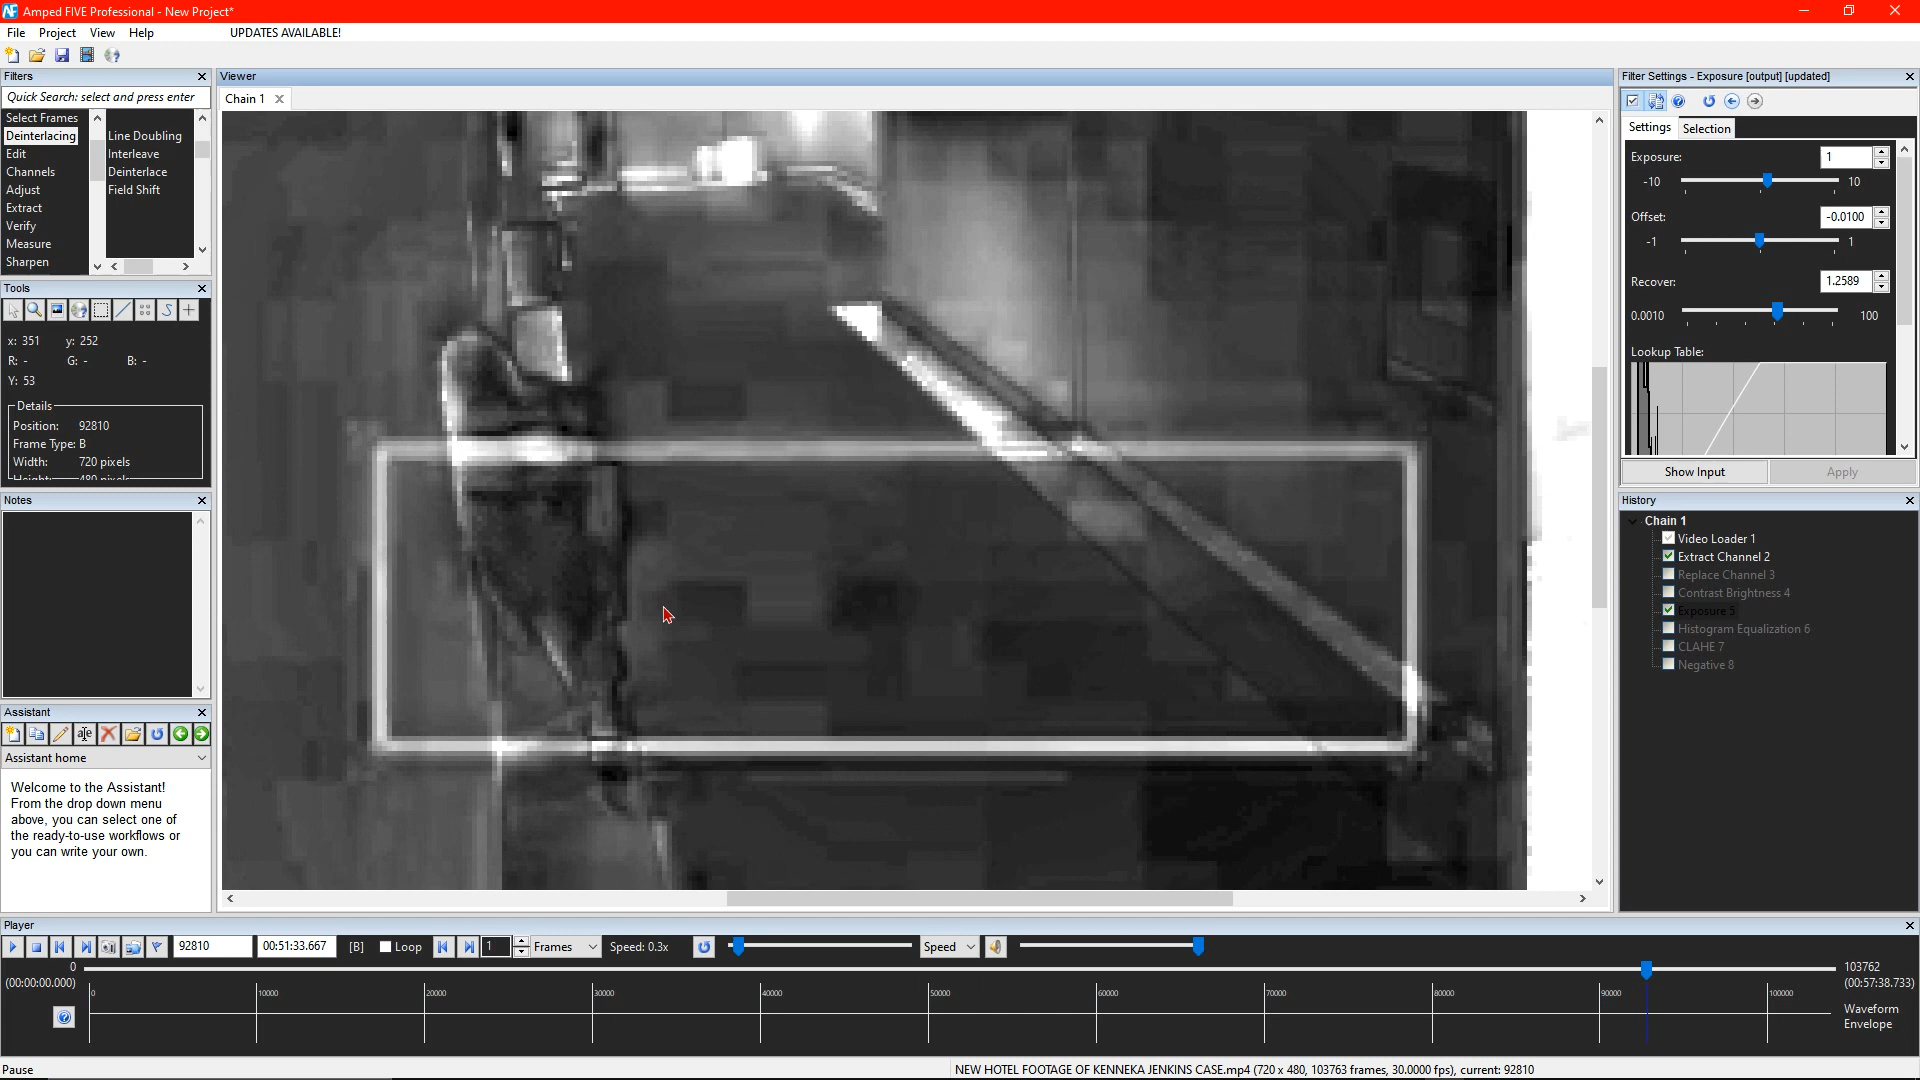 Amped FIVE Professional - New Project*
File Project View Help UPDATES AVAILABLE!
Filters
Quick Search: select and press enter
Select Frames
Deinterlacing
Edit
Channels
Adjust
Extract
Verify
Measure
Sharpen
Line Doubling
Interleave
Deinterlace
Field Shift
Tools
x: 351 y: 252
R: - G: - B: -
Y: 53
Details
Position: 92810
Frame Type: B
Width: 720 pixels
Height: 480 pixels
Notes
Assistant
Assistant home
Welcome to the Assistant!
From the drop down menu
above, you can select one of
the ready-to-use workflows or
you can write your own.
Viewer
Chain 1
Filter Settings - Exposure [output] [updated]
Settings Selection
Exposure: 1
-10 10
Offset: -0.0100
-1 1
Recover: 1.2589
0.0010 100
Lookup Table:
Show Input Apply
History
Chain 1
Video Loader 1
Extract Channel 2
Replace Channel 3
Contrast Brightness 4
Exposure 5
Histogram Equalization 6
CLAHE 7
Negative 8
Player
92810 00:51:33.667 [B] Loop 1 Frames Speed: 0.3x Speed
0 103762
(00:00:00.000) (00:57:38.733)
0 10000 20000 30000 40000 50000 60000 70000 80000 90000 100000
Waveform
Envelope
Pause NEW HOTEL FOOTAGE OF KENNEKA JENKINS CASE.mp4 (720 x 480, 103763 frames, 30.0000 fps), current: 92810